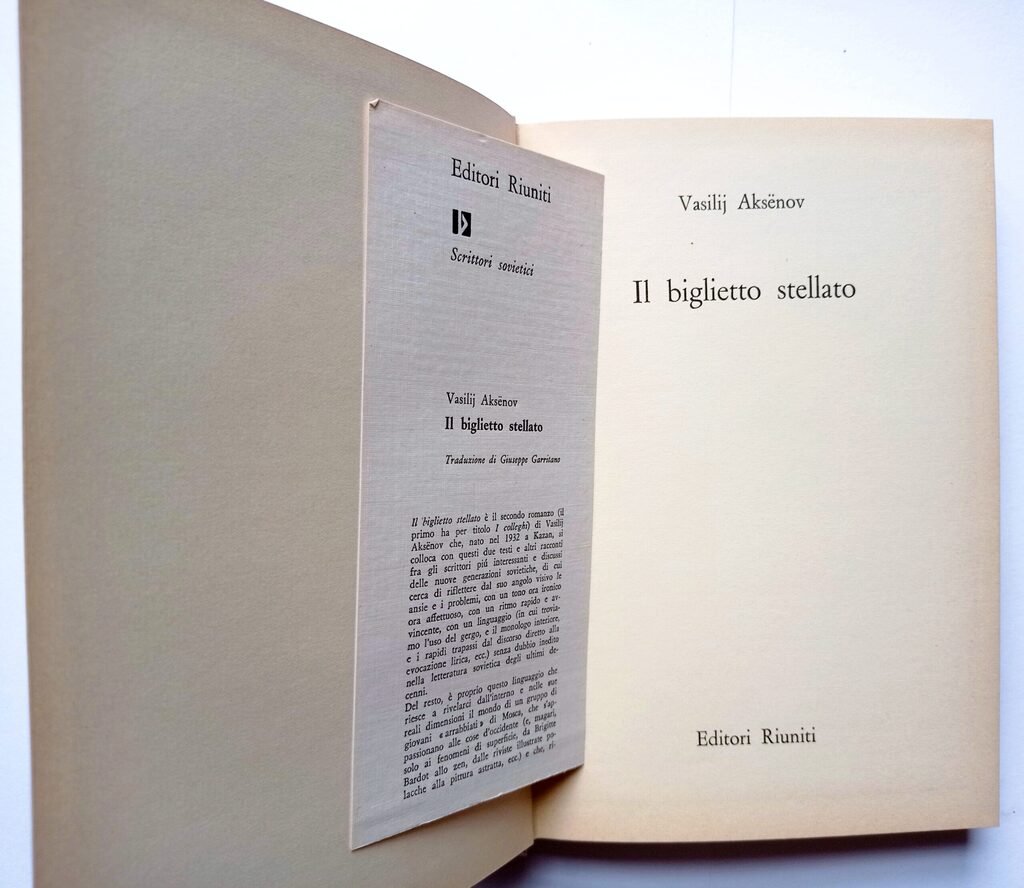 Editori Riuniti
Scrittori sovietici
Vasilij Aksënov
Il biglietto stellato
Traduzione di Giuseppe Garritano
Il biglietto stellato è il secondo romanzo (il
primo ha per titolo I colleghi) di Vasilij
Aksënov che, nato nel 1932 a Kazan, si
colloca con questi due testi e altri racconti
fra gli scrittori piú interessanti e discussi
delle nuove generazioni sovietiche, di cui
cerca di riflettere dal suo angolo visivo le
ansie e i problemi, con un tono ora ironico
ora affettuoso, con un ritmo rapido e av-
vincente, con un linguaggio (in cui trovia-
mo l'uso del gergo, e il monologo interiore,
e i rapidi trapassi dal discorso diretto alla
evocazione lirica, ecc.) senza dubbio inedito
nella letteratura sovietica degli ultimi de-
cenni.
Del resto, è proprio questo linguaggio che
riesce a rivelarci dall'interno e nelle sue
reali dimensioni il mondo di un gruppo di
giovani « arrabbiati » di Mosca, che s'ap-
passionano alle cose d'occidente (e, magari,
solo ai fenomeni di superficie, da Brigitte
Bardot allo zen, dalle riviste illustrate po-
lacche alla pittura astratta, ecc.) e che, ri-
Vasilij Aksënov
Il biglietto stellato
Editori Riuniti